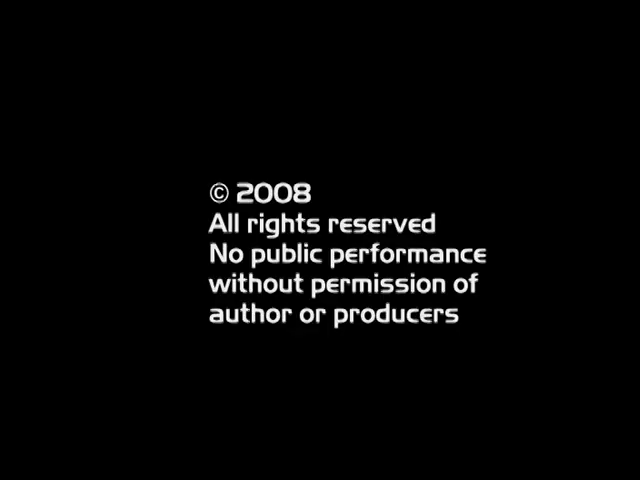 © 2008
All rights reserved
No public performance
without permission of
author or producers